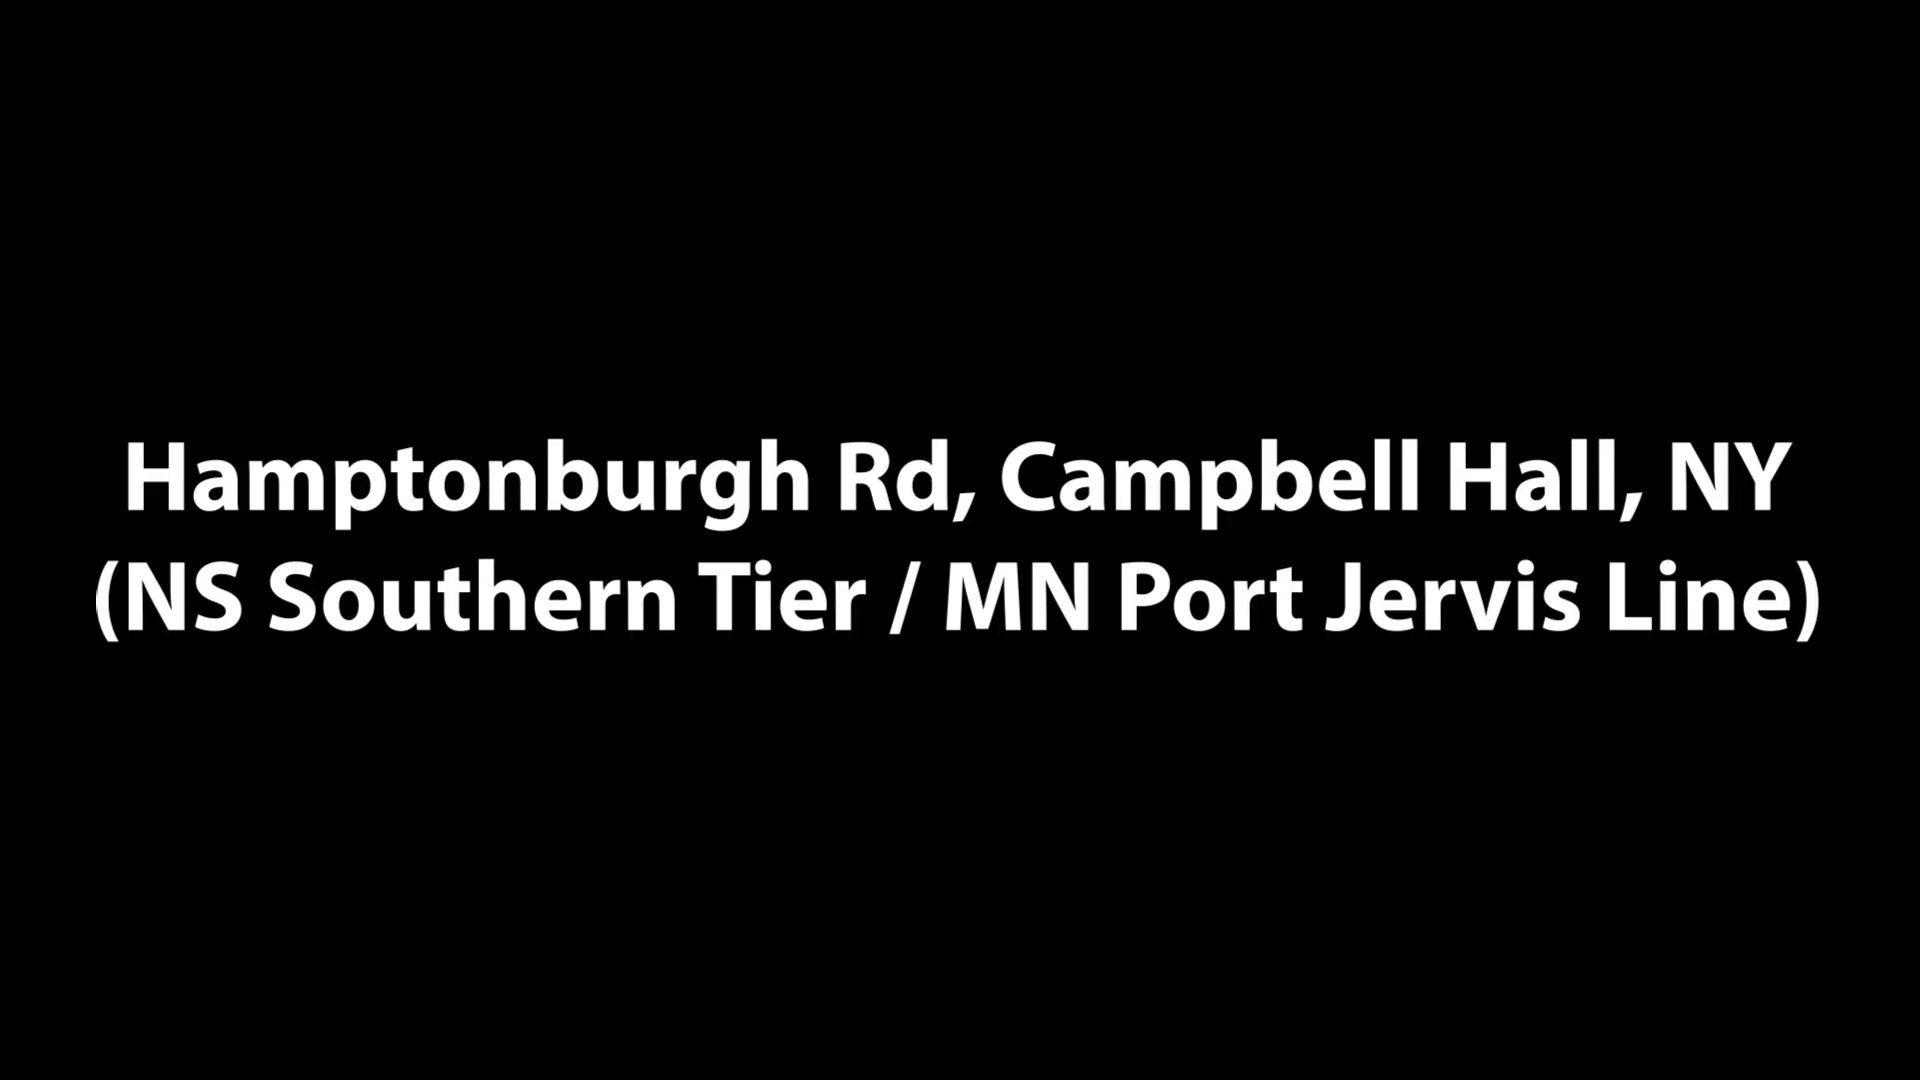 Hamptonburgh Rd, Campbell Hall, NY
(NS Southern Tier / MN Port Jervis Line)